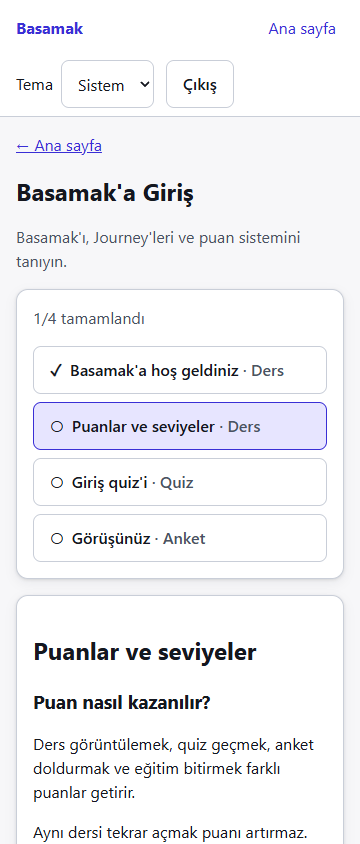 Basamak
Ana sayfa
Tema
Sistem
Çıkış
← Ana sayfa
Basamak'a Giriş
Basamak'ı, Journey'leri ve puan sistemini
tanıyın.
1/4 tamamlandı
✓ Basamak'a hoş geldiniz · Ders
○ Puanlar ve seviyeler · Ders
○ Giriş quiz'i · Quiz
○ Görüşünüz · Anket
Puanlar ve seviyeler
Puan nasıl kazanılır?
Ders görüntülemek, quiz geçmek, anket
doldurmak ve eğitim bitirmek farklı
puanlar getirir.
Aynı dersi tekrar açmak puanı artırmaz.